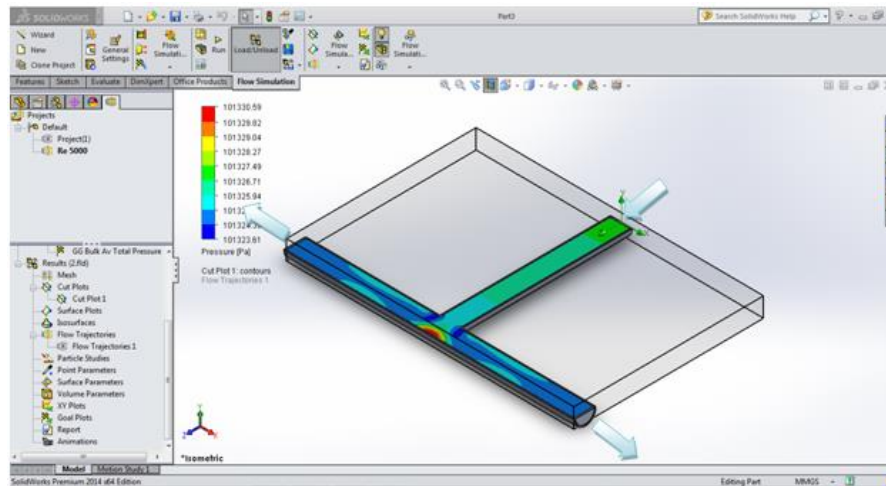 SOLIDWORKS
Part3
Search SolidWorks Help
Wizard
New
Clone Project
General Settings
Flow Simulati...
Run
Load/Unload
Flow Simula...
Flow Simulati...
Features Sketch Evaluate DimXpert Office Products Flow Simulation
Projects
Default
Project(1)
Re 5000
GG Bulk Av Total Pressure
Results (2.fld)
Mesh
Cut Plots
Cut Plot 1
Surface Plots
Isosurfaces
Flow Trajectories
Flow Trajectories 1
Particle Studies
Point Parameters
Surface Parameters
Volume Parameters
XY Plots
Goal Plots
Report
Animations
101330.59
101329.82
101329.04
101328.27
101327.49
101326.71
101325.94
101323.61
Pressure [Pa]
Cut Plot 1: contours
Flow Trajectories 1
*Isometric
Model Motion Study 1
SolidWorks Premium 2014 x64 Edition
Editing Part MMGS